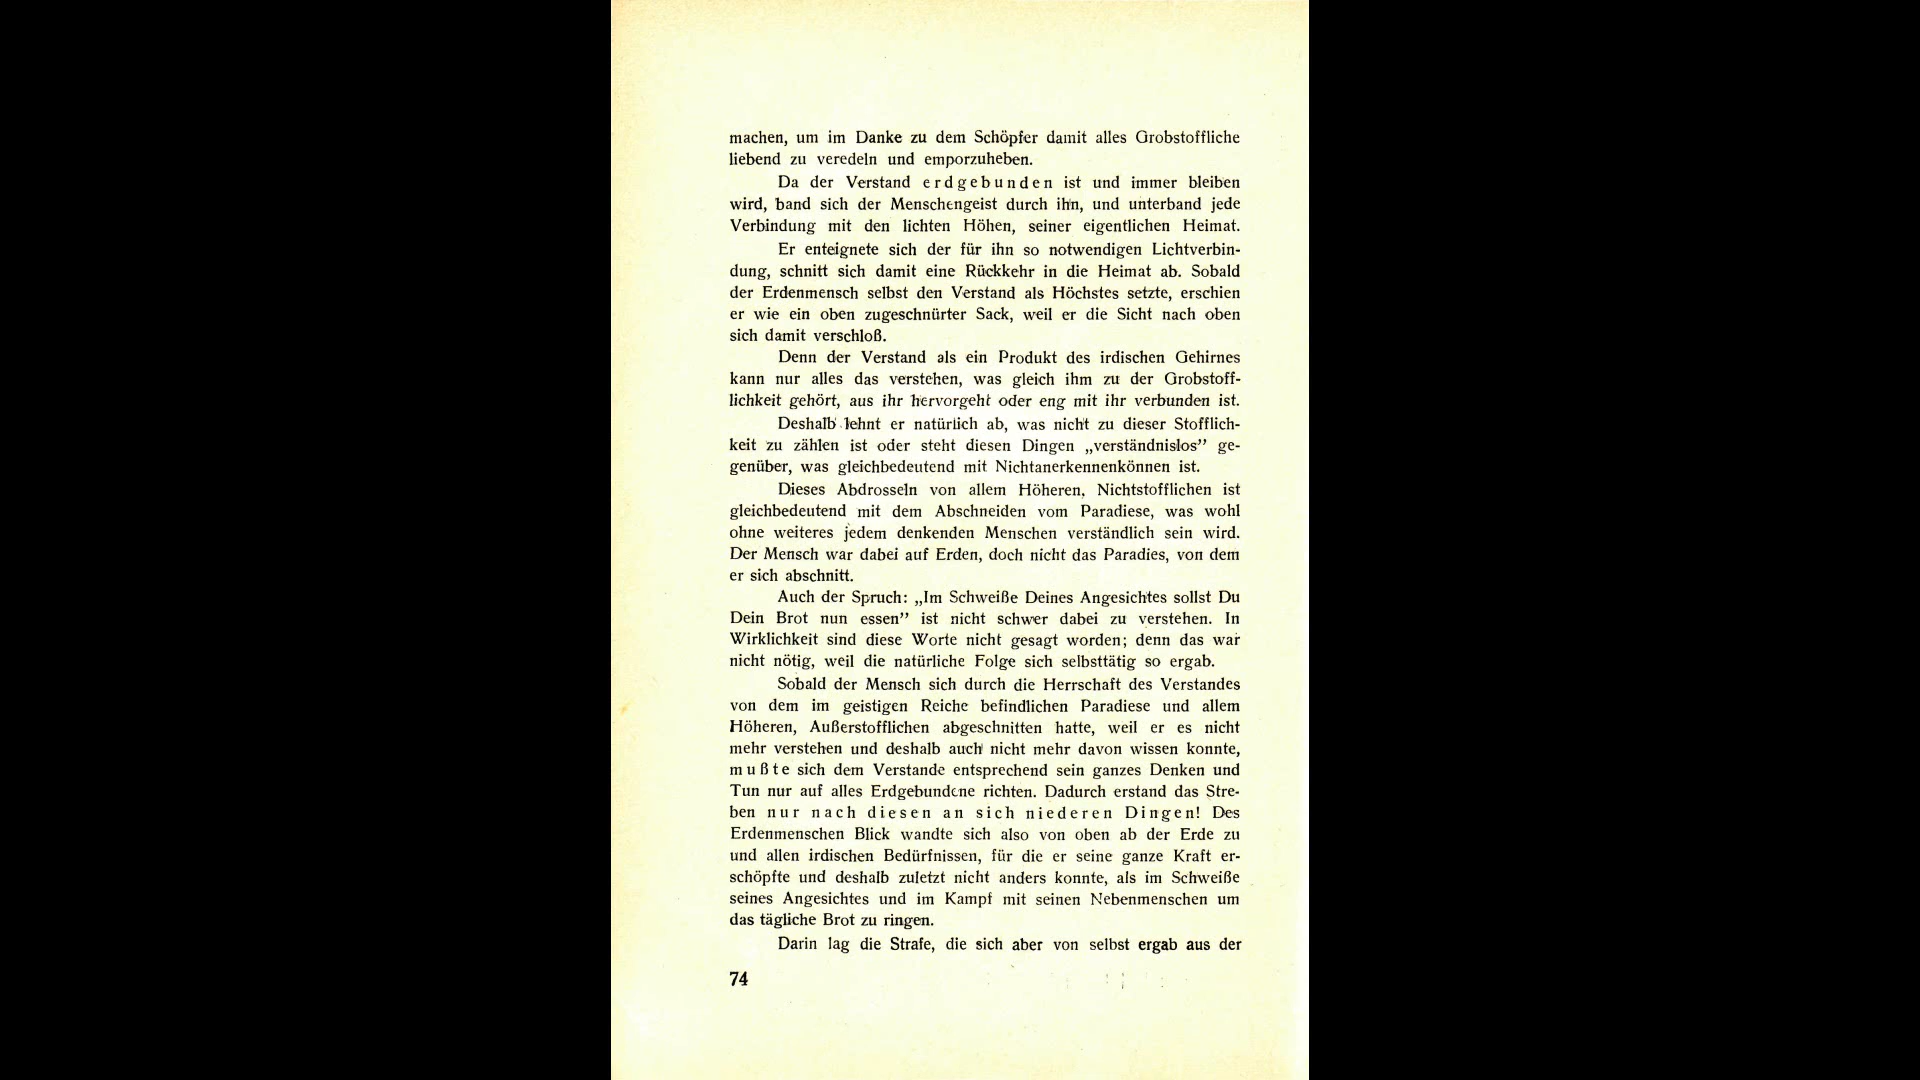 machen, um im Danke zu dem Schöpfer damit alles Grobstoffliche
liebend zu veredeln und emporzuheben.
Da der Verstand erdgebunden ist und immer bleiben
wird, band sich der Menschengeist durch ihn, und unterband jede
Verbindung mit den lichten Höhen, seiner eigentlichen Heimat.
Er enteignete sich der für ihn so notwendigen Lichtverbin-
dung, schnitt sich damit eine Rückkehr in die Heimat ab. Sobald
der Erdenmensch selbst den Verstand als Höchstes setzte, erschien
er wie ein oben zugeschnürter Sack, weil er die Sicht nach oben
sich damit verschloß.
Denn der Verstand als ein Produkt des irdischen Gehirnes
kann nur alles das verstehen, was gleich ihm zu der Grobstoff-
lichkeit gehört, aus ihr hervorgeht oder eng mit ihr verbunden ist.
Deshalb lehnt er natürlich ab, was nicht zu dieser Stofflich-
keit zu zählen ist oder steht diesen Dingen „verständnislos” ge-
genüber, was gleichbedeutend mit Nichtanerkennenkönnen ist.
Dieses Abdrosseln von allem Höheren, Nichtstofflichen ist
gleichbedeutend mit dem Abschneiden vom Paradiese, was wohl
ohne weiteres jedem denkenden Menschen verständlich sein wird.
Der Mensch war dabei auf Erden, doch nicht das Paradies, von dem
er sich abschnitt.
Auch der Spruch: „Im Schweiße Deines Angesichtes sollst Du
Dein Brot nun essen” ist nicht schwer dabei zu verstehen. In
Wirklichkeit sind diese Worte nicht gesagt worden; denn das war
nicht nötig, weil die natürliche Folge sich selbsttätig so ergab.
Sobald der Mensch sich durch die Herrschaft des Verstandes
von dem im geistigen Reiche befindlichen Paradiese und allem
Höheren, Außerstofflichen abgeschnitten hatte, weil er es nicht
mehr verstehen und deshalb auch nicht mehr davon wissen konnte,
mußte sich dem Verstande entsprechend sein ganzes Denken und
Tun nur auf alles Erdgebundene richten. Dadurch erstand das Stre-
ben nur nach diesen an sich niederen Dingen! Des
Erdenmenschen Blick wandte sich also von oben ab der Erde zu
und allen irdischen Bedürfnissen, für die er seine ganze Kraft er-
schöpfte und deshalb zuletzt nicht anders konnte, als im Schweiße
seines Angesichtes und im Kampf mit seinen Nebenmenschen um
das tägliche Brot zu ringen.
Darin lag die Strafe, die sich aber von selbst ergab aus der
74